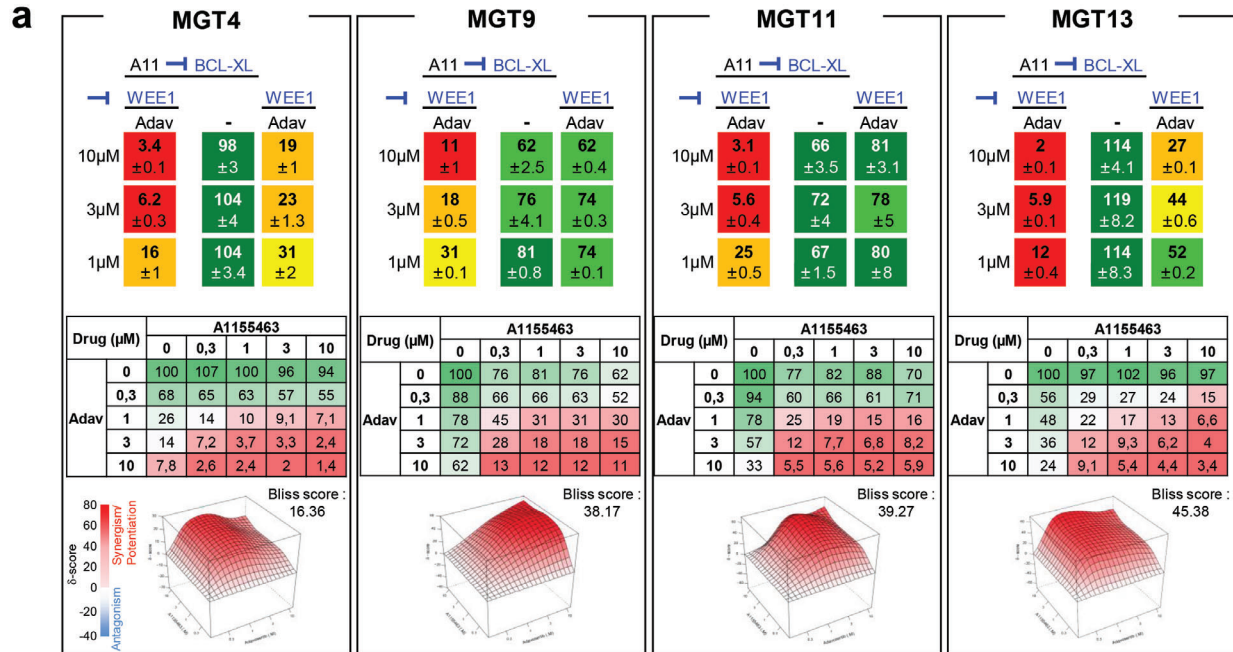 a
MGT4
A11 BCL-XL
WEE1 WEE1
Adav - Adav
10µM 3.4 ±0.1 98 ±3 19 ±1
3µM 6.2 ±0.3 104 ±4 23 ±1.3
1µM 16 ±1 104 ±3.4 31 ±2
Drug (µM) A1155463
0 0,3 1 3 10
Adav
0 100 107 100 96 94
0,3 68 65 63 57 55
1 26 14 10 9,1 7,1
3 14 7,2 3,7 3,3 2,4
10 7,8 2,6 2,4 2 1,4
Bliss score :
16.36
80
60
40
20
0
-20
-40
δ-score
Synergism/
Potentiation
Antagonism
MGT9
A11 BCL-XL
WEE1 WEE1
Adav - Adav
10µM 11 ±1 62 ±2.5 62 ±0.4
3µM 18 ±0.5 76 ±4.1 74 ±0.3
1µM 31 ±0.1 81 ±0.8 74 ±0.1
Drug (µM) A1155463
0 0,3 1 3 10
Adav
0 100 76 81 76 62
0,3 88 66 66 63 52
1 78 45 31 31 30
3 72 28 18 18 15
10 62 13 12 12 11
Bliss score :
38.17
MGT11
A11 BCL-XL
WEE1 WEE1
Adav - Adav
10µM 3.1 ±0.1 66 ±3.5 81 ±3.1
3µM 5.6 ±0.4 72 ±4 78 ±5
1µM 25 ±0.5 67 ±1.5 80 ±8
Drug (µM) A1155463
0 0,3 1 3 10
Adav
0 100 77 82 88 70
0,3 94 60 66 61 71
1 78 25 19 15 16
3 57 12 7,7 6,8 8,2
10 33 5,5 5,6 5,2 5,9
Bliss score :
39.27
MGT13
A11 BCL-XL
WEE1 WEE1
Adav - Adav
10µM 2 ±0.1 114 ±4.1 27 ±0.1
3µM 5.9 ±0.1 119 ±8.2 44 ±0.6
1µM 12 ±0.4 114 ±8.3 52 ±0.2
Drug (µM) A1155463
0 0,3 1 3 10
Adav
0 100 97 102 96 97
0,3 56 29 27 24 15
1 48 22 17 13 6,6
3 36 12 9,3 6,2 4
10 24 9,1 5,4 4,4 3,4
Bliss score :
45.38